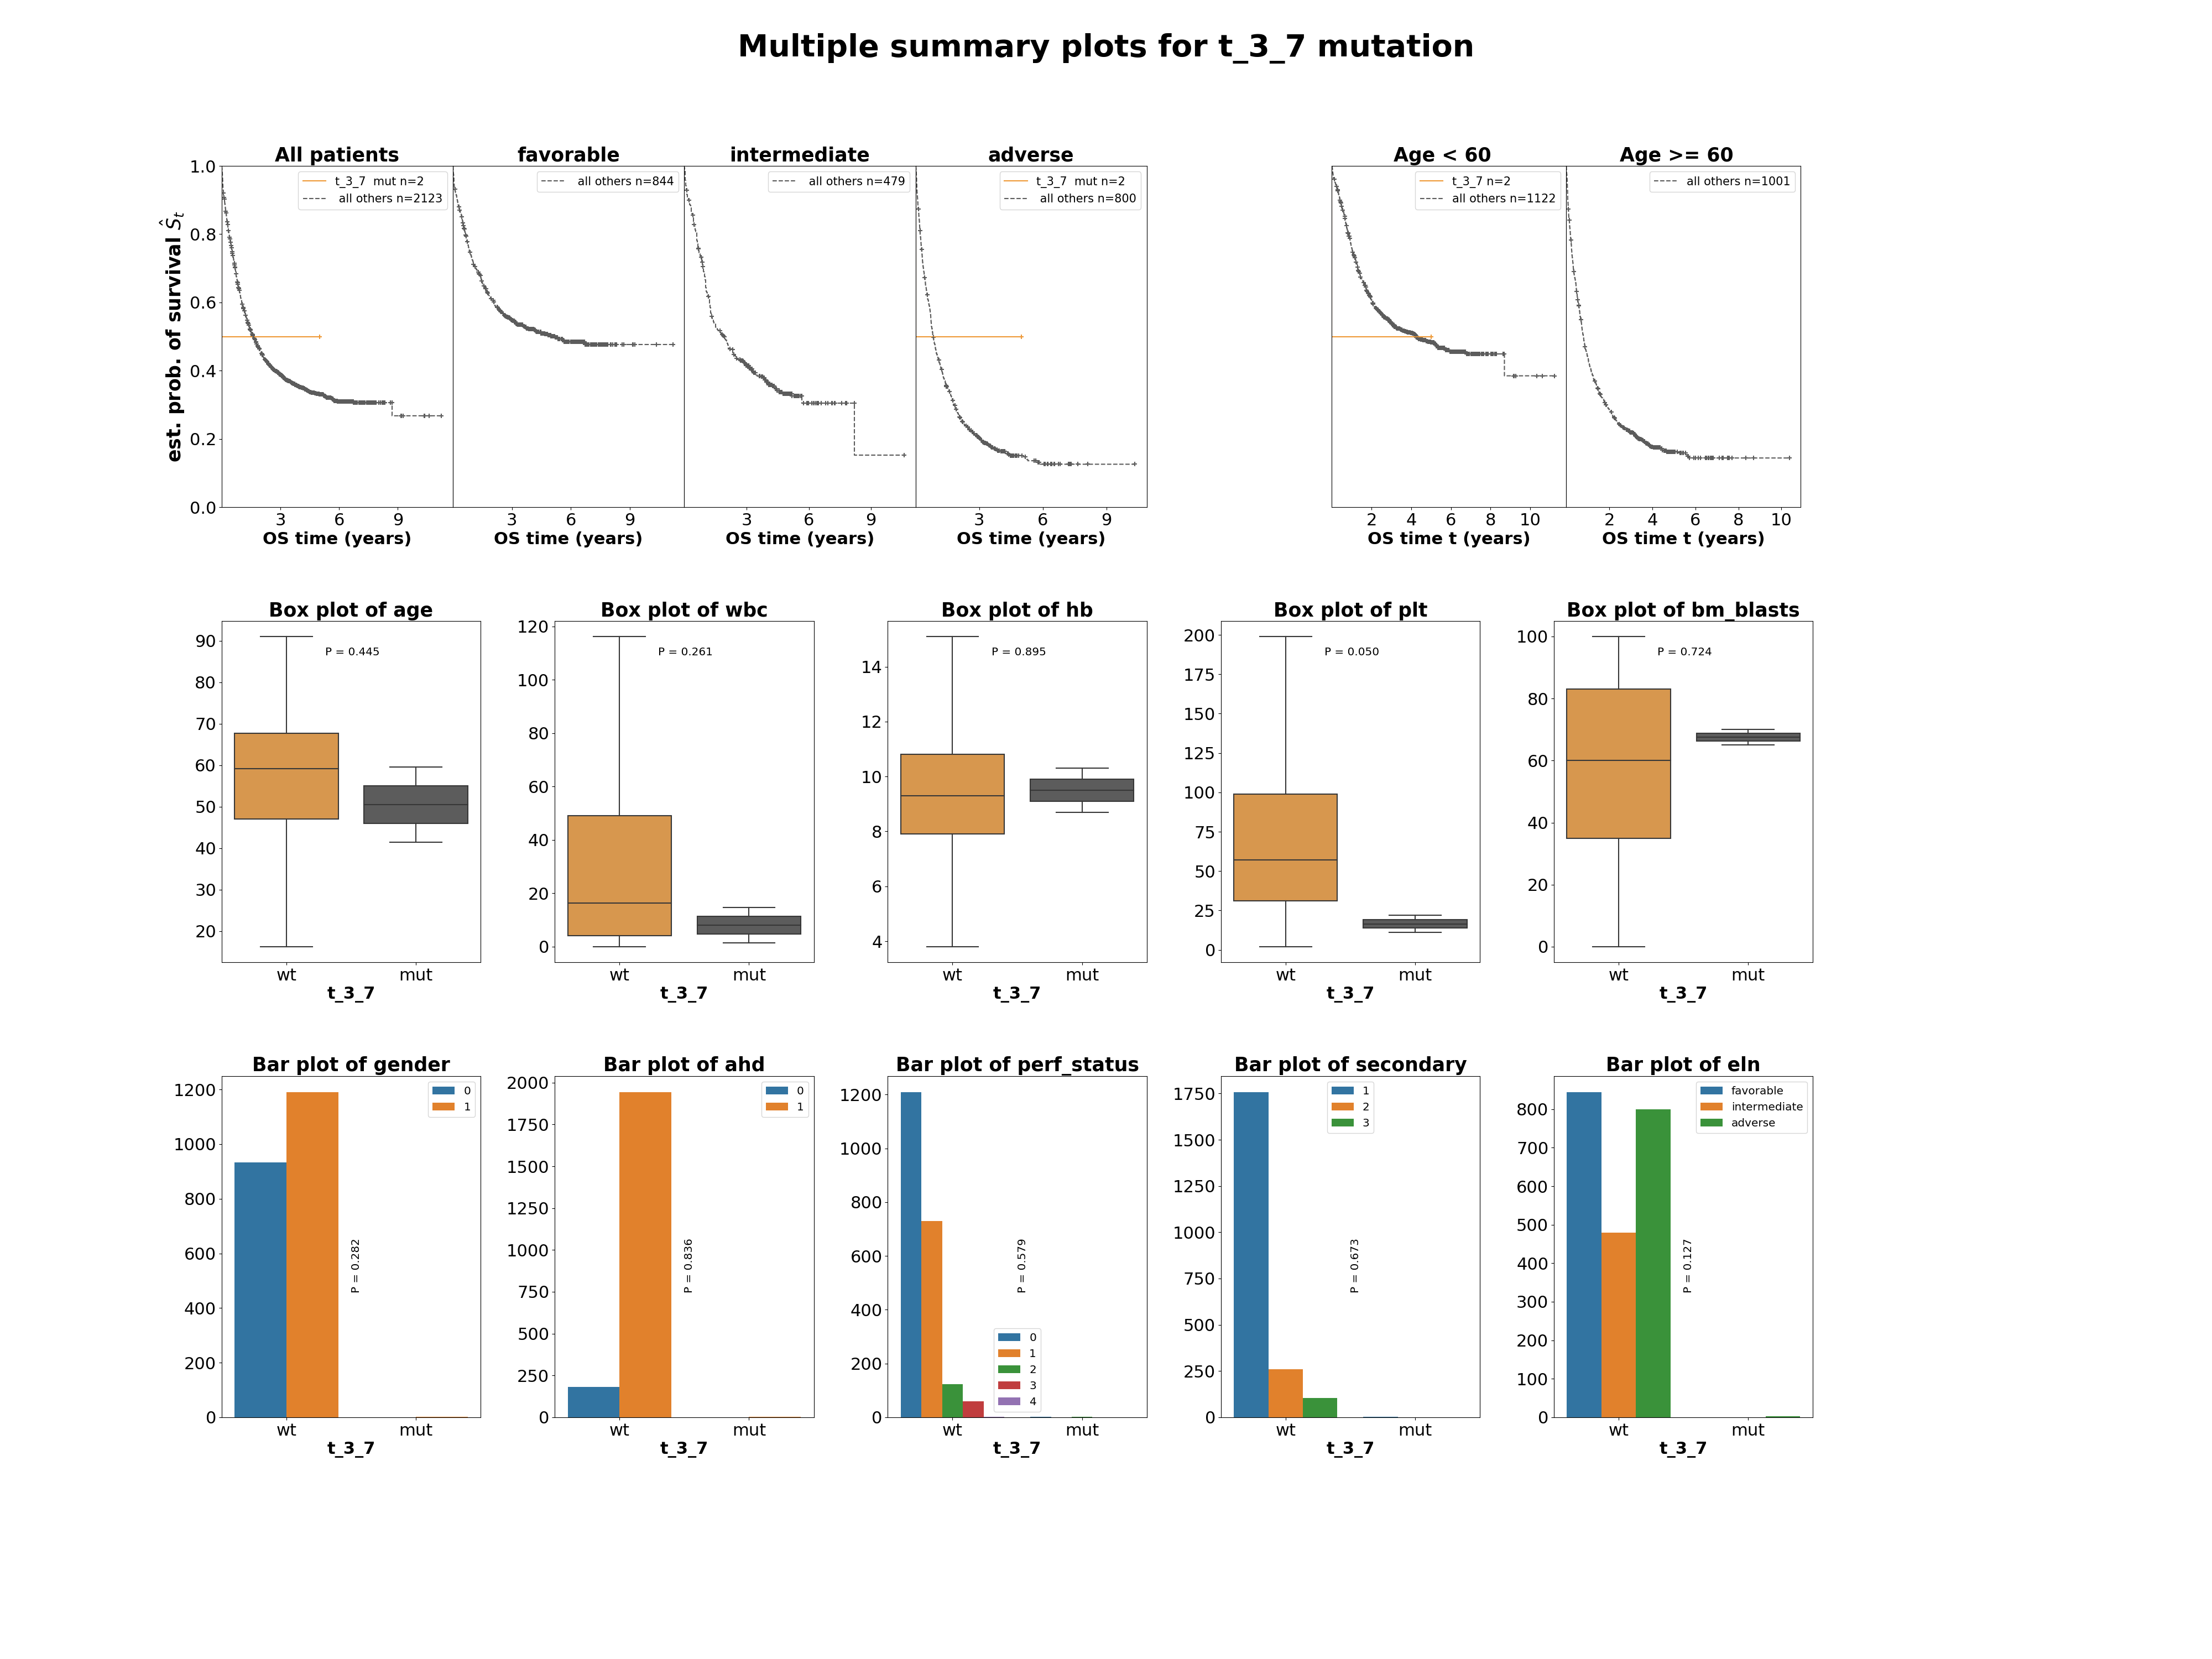 Multiple summary plots for t_3_7 mutation
All patients
favorable
intermediate
adverse
Age < 60
Age >= 60
est. prob. of survival Ŝt
1.0
0.8
0.6
0.4
0.2
0.0
t_3_7 mut n=2
all others n=2123
3 6 9
OS time (years)
all others n=844
3 6 9
OS time (years)
all others n=479
3 6 9
OS time (years)
t_3_7 mut n=2
all others n=800
3 6 9
OS time (years)
t_3_7 n=2
all others n=1122
2 4 6 8 10
OS time t (years)
all others n=1001
2 4 6 8 10
OS time t (years)
Box plot of age
90
80
70
60
50
40
30
20
P = 0.445
wt mut
t_3_7
Box plot of wbc
120
100
80
60
40
20
0
P = 0.261
wt mut
t_3_7
Box plot of hb
14
12
10
8
6
4
P = 0.895
wt mut
t_3_7
Box plot of plt
200
175
150
125
100
75
50
25
0
P = 0.050
wt mut
t_3_7
Box plot of bm_blasts
100
80
60
40
20
0
P = 0.724
wt mut
t_3_7
Bar plot of gender
1200
1000
800
600
400
200
0
0
1
P = 0.282
wt mut
t_3_7
Bar plot of ahd
2000
1750
1500
1250
1000
750
500
250
0
0
1
P = 0.836
wt mut
t_3_7
Bar plot of perf_status
1200
1000
800
600
400
200
0
P = 0.579
0
1
2
3
4
wt mut
t_3_7
Bar plot of secondary
1750
1500
1250
1000
750
500
250
0
1
2
3
P = 0.673
wt mut
t_3_7
Bar plot of eln
800
700
600
500
400
300
200
100
0
favorable
intermediate
adverse
P = 0.127
wt mut
t_3_7